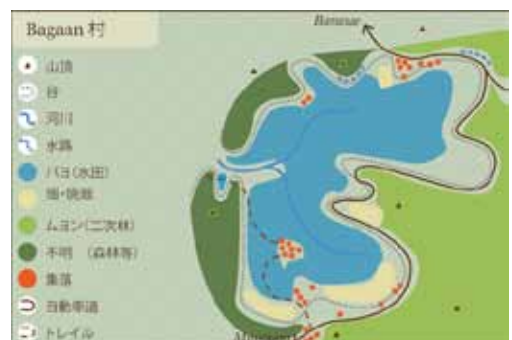 Bagaan 村
Banaue
山頂
谷
河川
水路
パヨ(水田)
畑・焼畑
ムヨン(二次林)
不明 (森林等)
集落
自動車道
トレイル